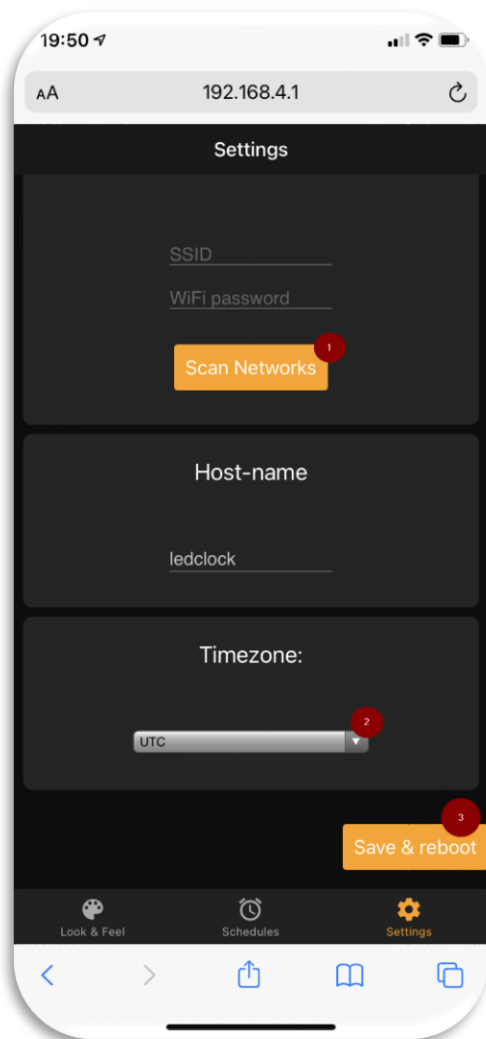 19:50
AA 192.168.4.1
Settings
SSID
WiFi password
1
Scan Networks
Host-name
ledclock
Timezone:
2
UTC
3
Save & reboot
Look & Feel Schedules Settings